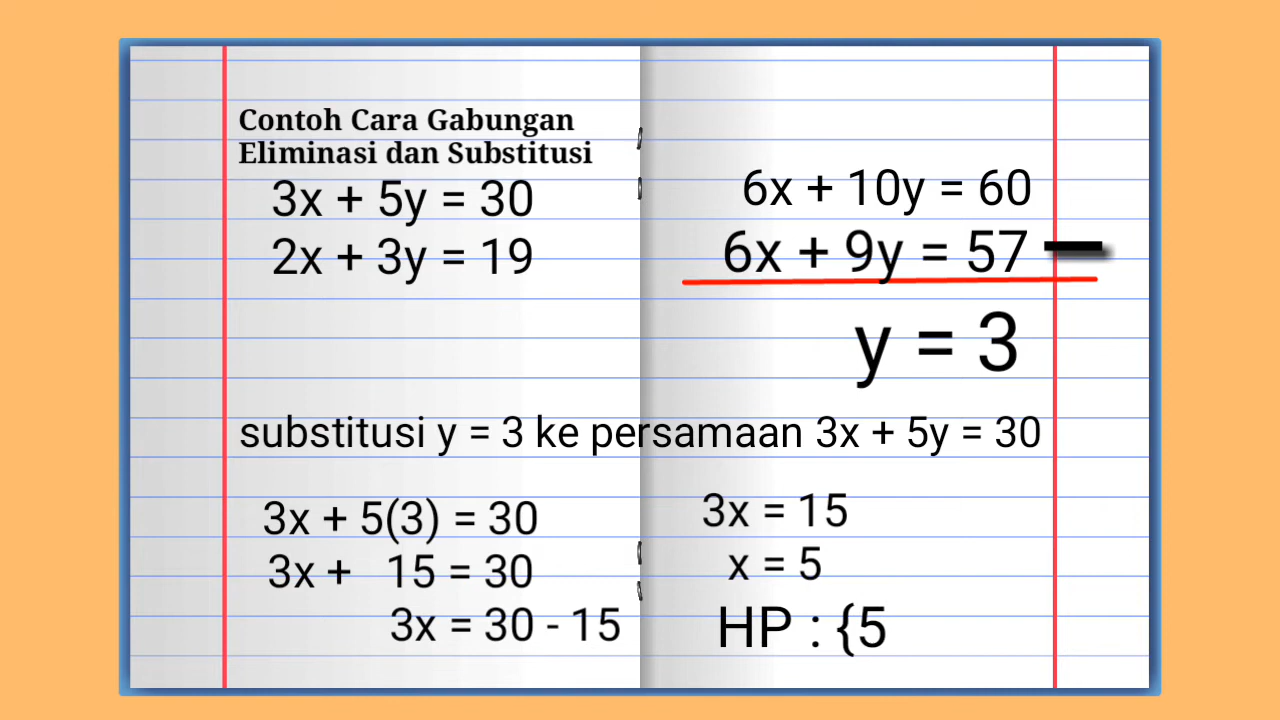 Contoh Cara Gabungan
Eliminasi dan Substitusi
3x + 5y = 30
2x + 3y = 19
6x + 10y = 60
6x + 9y = 57 –
y = 3
substitusi y = 3 ke persamaan 3x + 5y = 30
3x + 5(3) = 30
3x + 15 = 30
3x = 30 - 15
3x = 15
x = 5
HP : {5